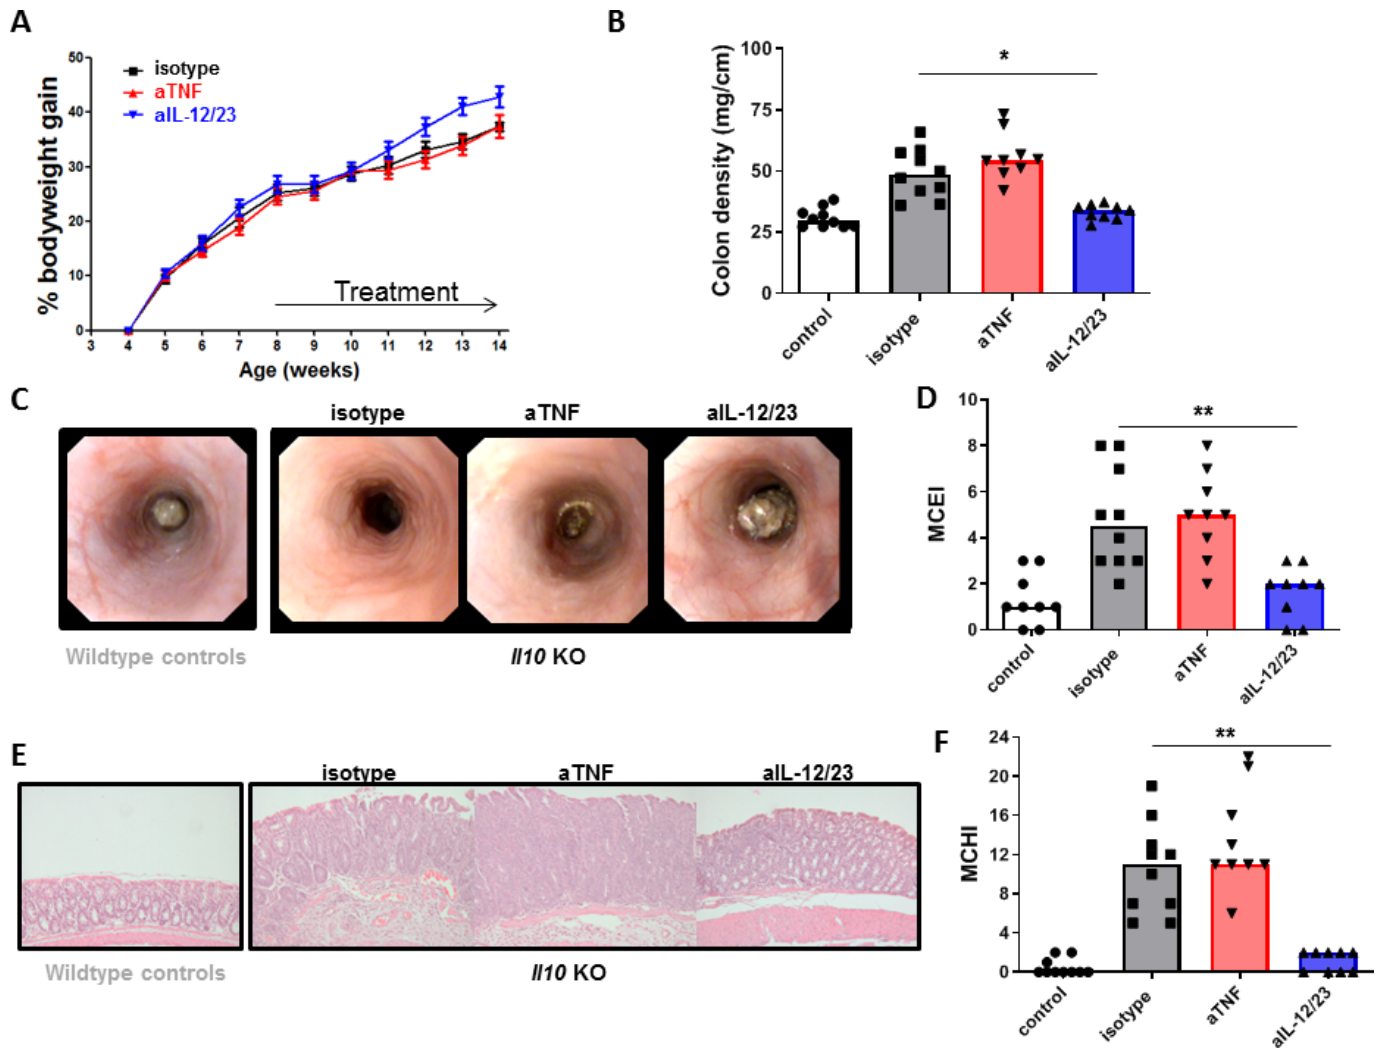 A
50
40
30
20
10
0
% bodyweight gain
isotype
aTNF
aIL-12/23
Treatment
3 4 5 6 7 8 9 10 11 12 13 14
Age (weeks)
B
100
75
50
25
0
Colon density (mg/cm)
*
control
isotype
aTNF
aIL-12/23
C
isotype aTNF aIL-12/23
Wildtype controls
Il10 KO
D
10
8
6
4
2
0
MCEI
**
control
isotype
aTNF
aIL-12/23
E
isotype aTNF aIL-12/23
Wildtype controls
Il10 KO
F
24
20
16
12
8
4
0
MCHI
**
control
isotype
aTNF
aIL-12/23